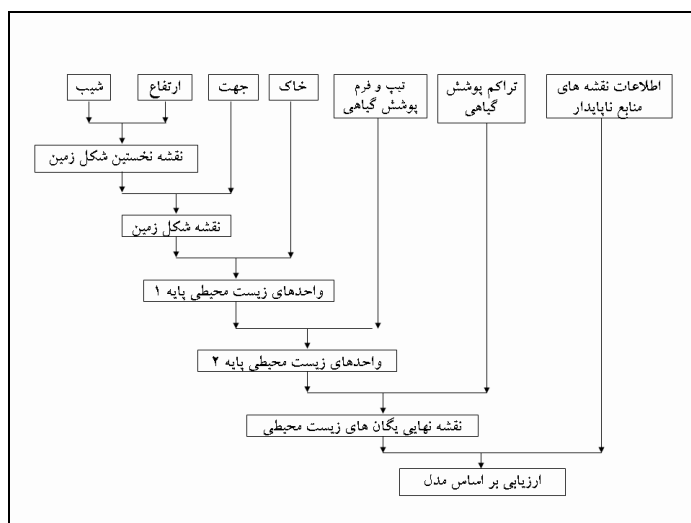 شیب
ارتفاع
جهت
خاک
تیپ و فرم
پوشش گیاهی
تراکم پوشش
گیاهی
اطلاعات نقشه های
منابع ناپایدار
نقشه نخستین شکل زمین
نقشه شکل زمین
واحدهای زیست محیطی پایه ۱
واحدهای زیست محیطی پایه ۲
نقشه نهایی یگان های زیست محیطی
ارزیابی بر اساس مدل